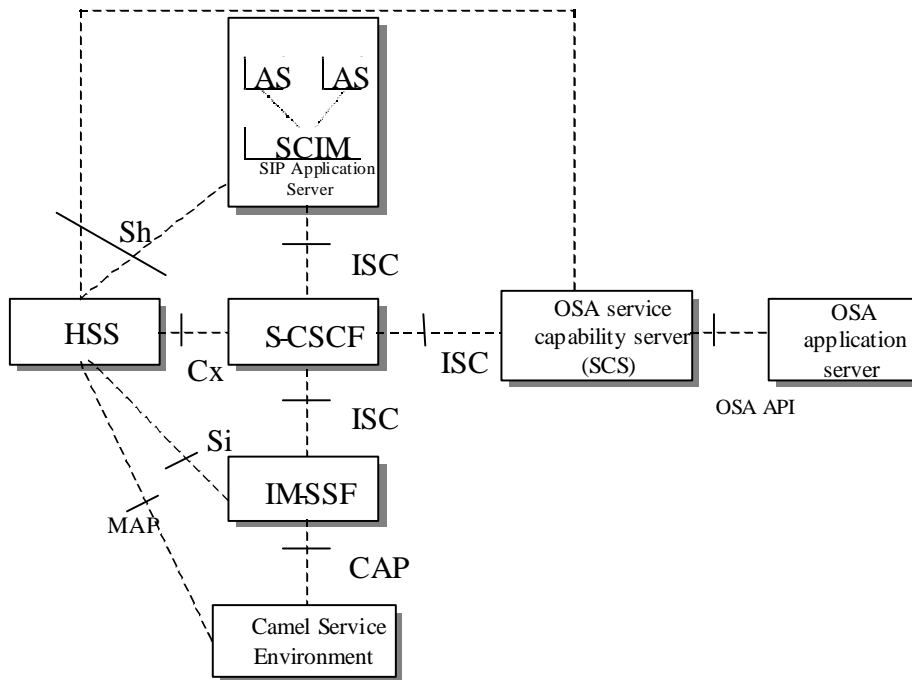 AS AS
SCIM
SIP Application
Server
Sh
ISC
HSS
S-CSCF
OSA service
capability server
(SCS)
OSA
application
server
Cx
ISC
OSA API
ISC
Si
IM-SSF
MAP
CAP
Camel Service
Environment